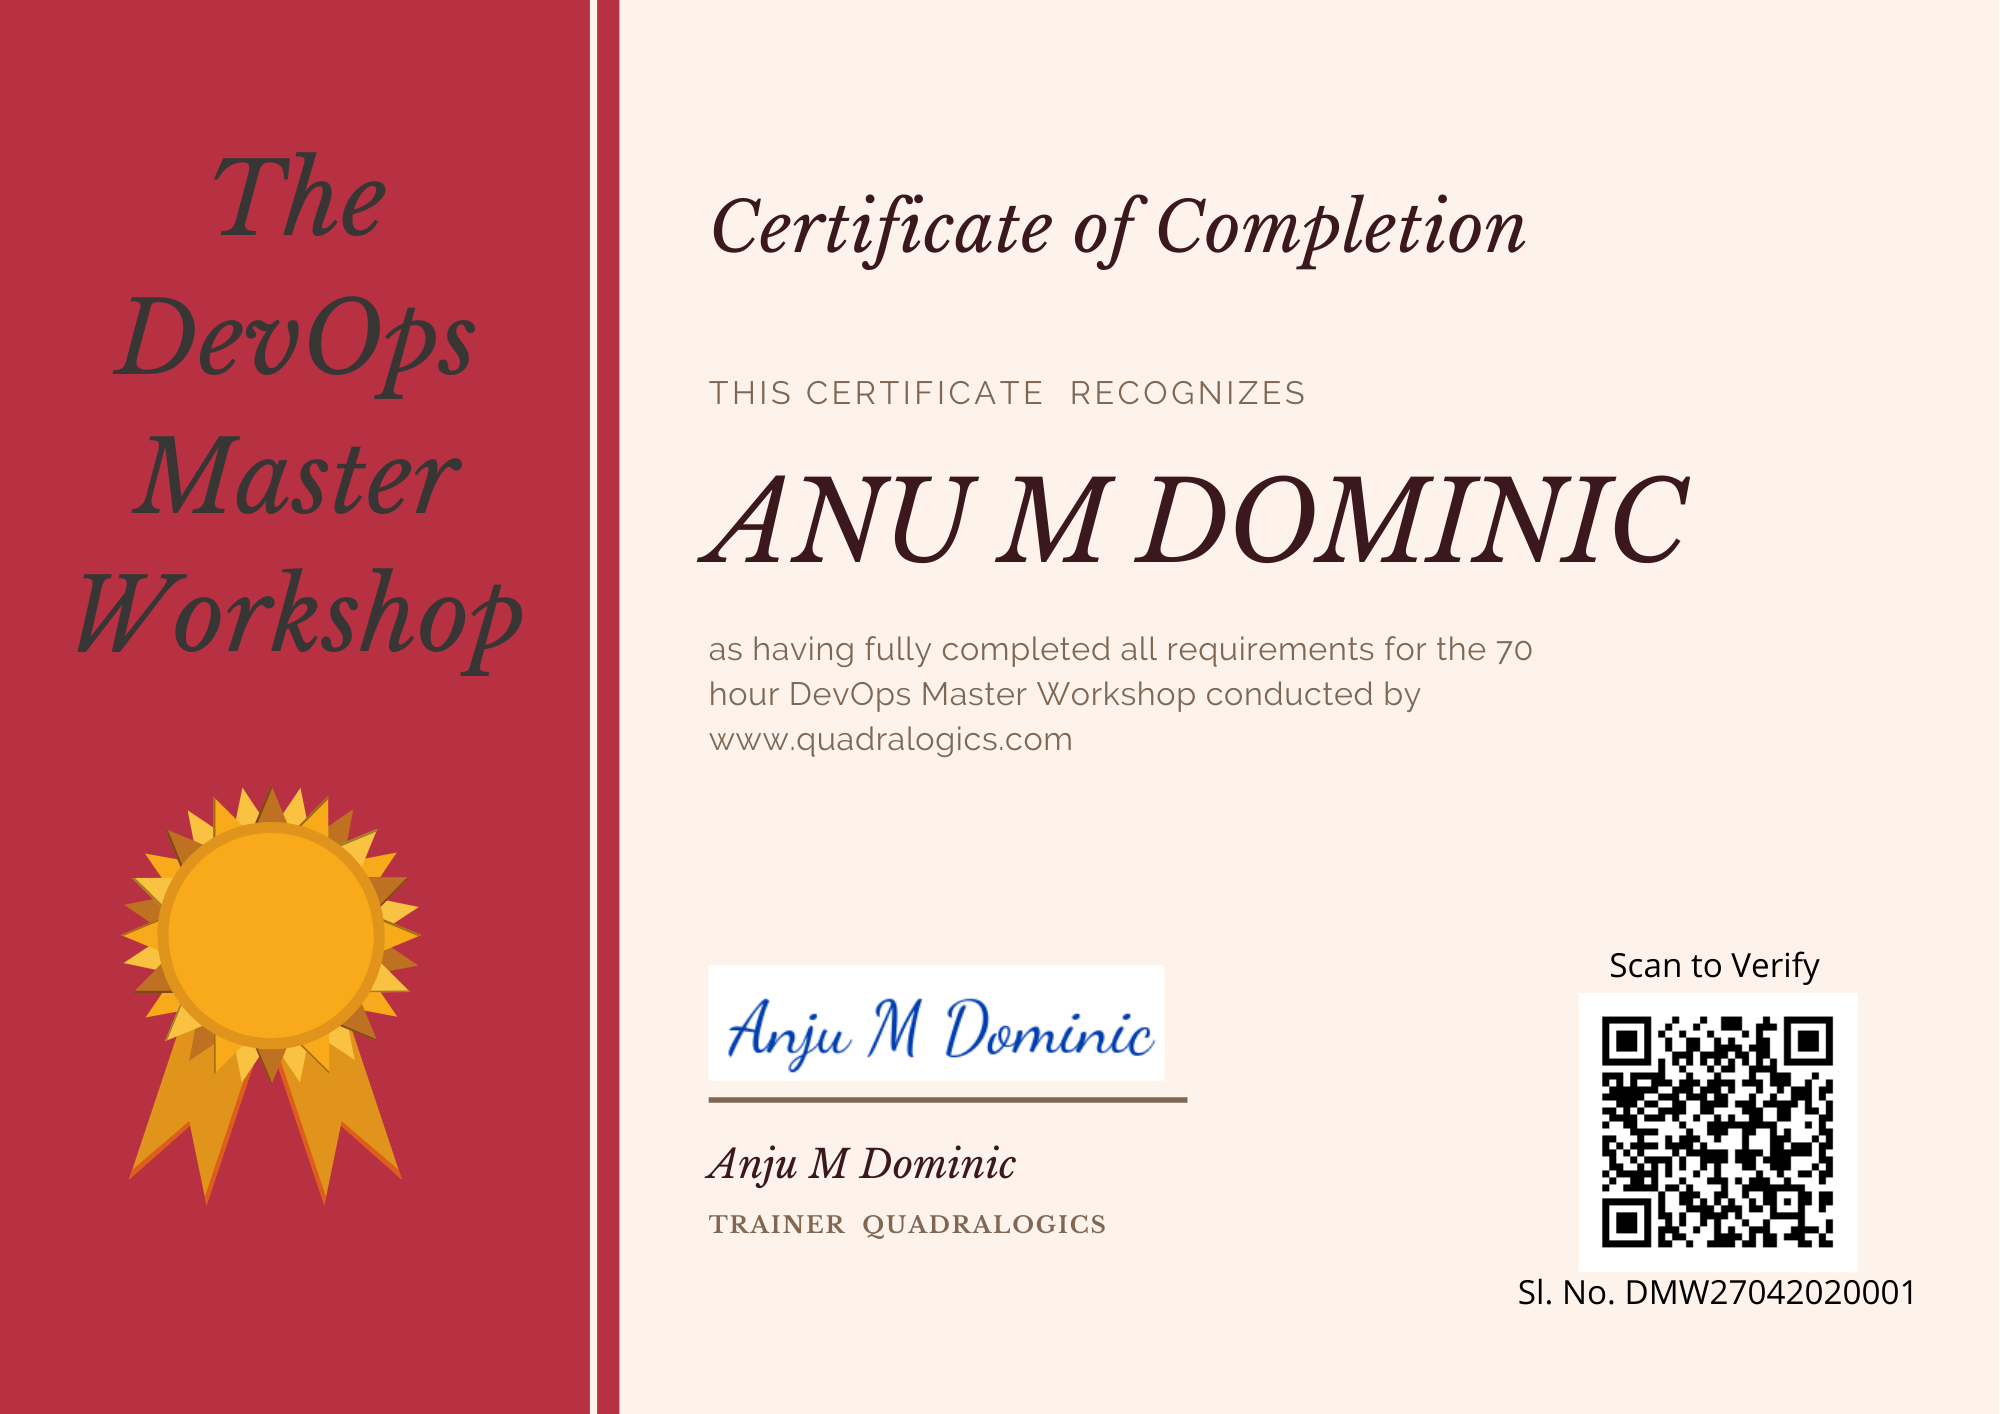 The
DevOps
Master
Workshop
Certificate of Completion
THIS CERTIFICATE RECOGNIZES
ANU M DOMINIC
as having fully completed all requirements for the 70
hour DevOps Master Workshop conducted by
www.quadralogics.com
Anju M Dominic
Anju M Dominic
TRAINER QUADRALOGICS
Scan to Verify
Sl. No. DMW27042020001